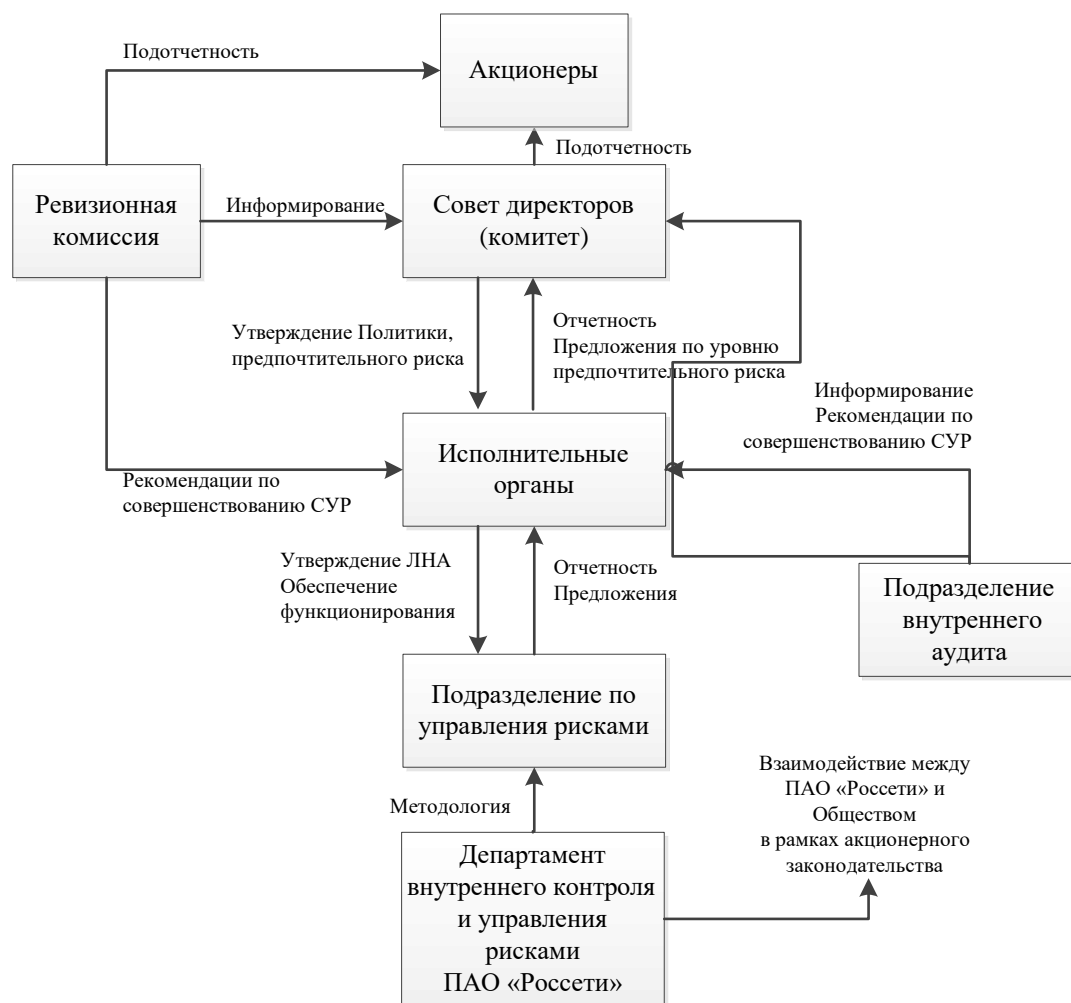 Подотчетность
Акционеры
Подотчетность
Ревизионная
комиссия
Информирование
Совет директоров
(комитет)
Утверждение Политики,
предпочтительного риска
Отчетность
Предложения по уровню
предпочтительного риска
Информирование
Рекомендации по
совершенствованию СУР
Исполнительные
органы
Рекомендации по
совершенствованию СУР
Утверждение ЛНА
Обеспечение
функционирования
Отчетность
Предложения
Подразделение
внутреннего
аудита
Подразделение по
управления рисками
Взаимодействие между
ПАО «Россети» и
Обществом
в рамках акционерного
законодательства
Методология
Департамент
внутреннего контроля
и управления
рисками
ПАО «Россети»